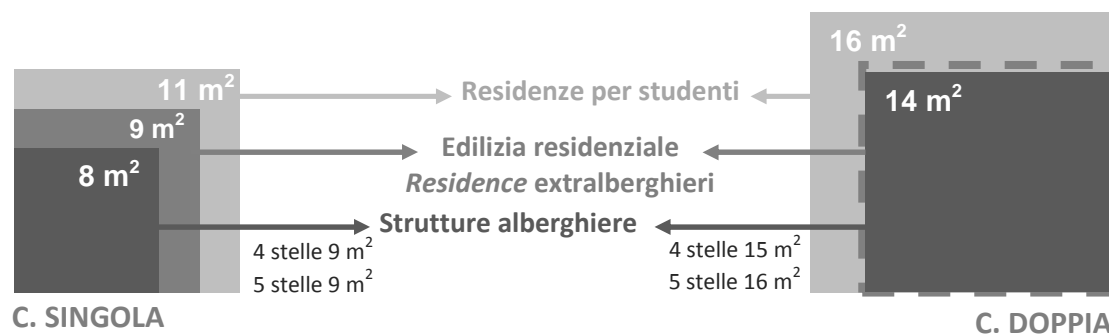 16 m²
11 m²
Residenze per studenti
14 m²
9 m²
Edilizia residenziale
8 m²
Residence extralberghieri
Strutture alberghiere
4 stelle 9 m²
4 stelle 15 m²
5 stelle 9 m²
5 stelle 16 m²
C. SINGOLA
C. DOPPIA